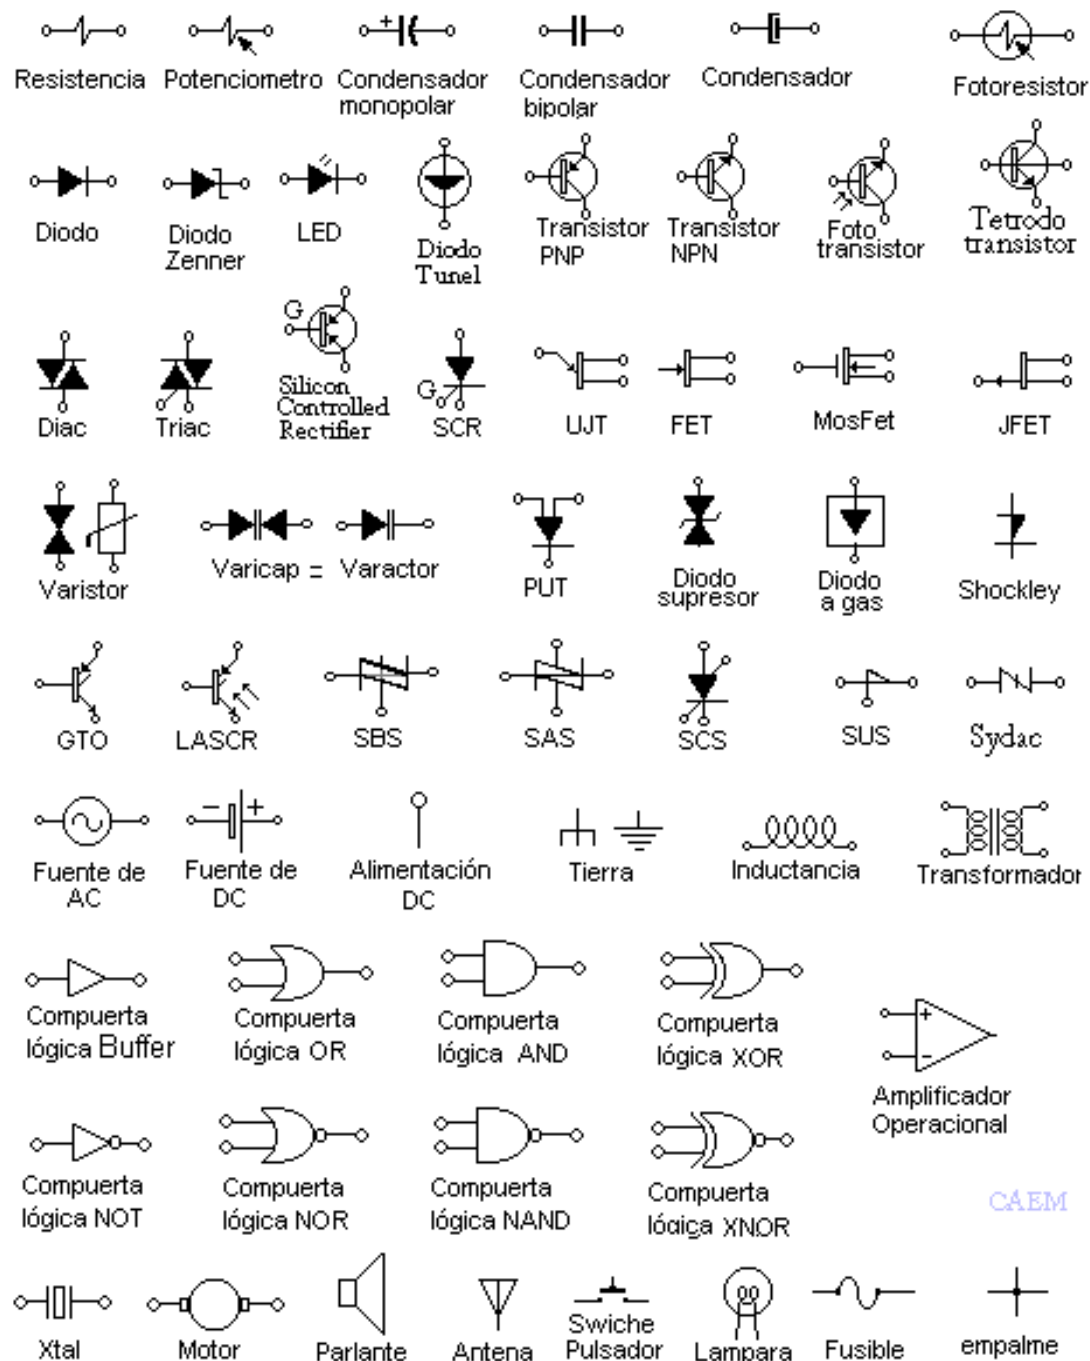 +
Resistencia
Potenciometro
Condensador
monopolar
Condensador
bipolar
Condensador
Fotoresistor
Diodo
Diodo
Zenner
LED
Diodo
Tunel
Transistor
PNP
Transistor
NPN
Foto
transistor
Tetrodo
transistor
Diac
Triac
G
Silicon
Controlled
Rectifier
G
SCR
UJT
FET
MosFet
JFET
Varistor
Varicap = Varactor
PUT
Diodo
supresor
Diodo
a gas
Shockley
GTO
LASCR
SBS
SAS
SCS
SUS
Sydac
Fuente de
AC
− +
Fuente de
DC
Alimentación
DC
Tierra
Inductancia
Transformador
Compuerta
lógica Buffer
Compuerta
lógica OR
Compuerta
lógica AND
Compuerta
lógica XOR
+
−
Amplificador
Operacional
Compuerta
lógica NOT
Compuerta
lógica NOR
Compuerta
lógica NAND
Compuerta
lógica XNOR
CAEM
Xtal
Motor
Parlante
Antena
Swiche
Pulsador
Lampara
Fusible
empalme